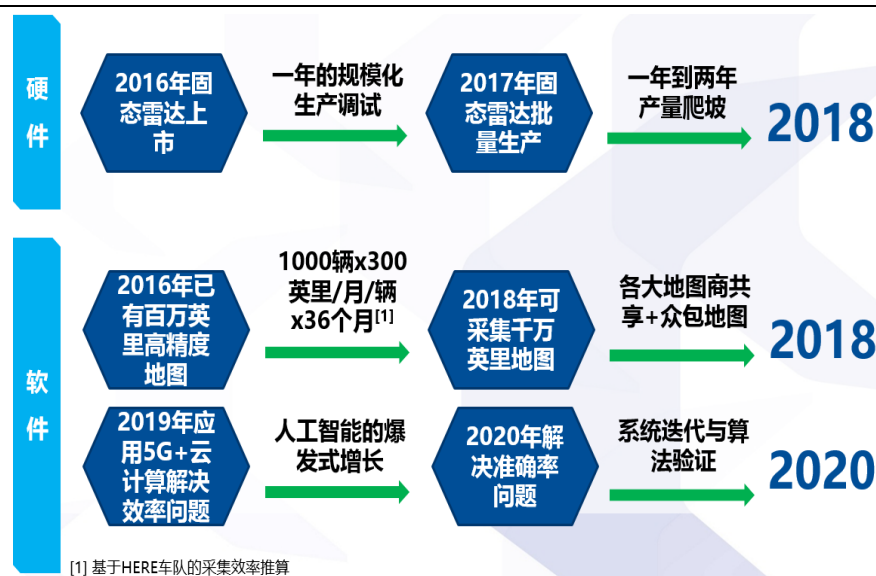 硬
件
2016年固
态雷达上
市
一年的规模化
生产调试
2017年固
态雷达批
量生产
一年到两年
产量爬坡
2018
软
件
2016年已
有百万英
里高精度
地图
1000辆x300
英里/月/辆
x36个月[1]
2018年可
采集千万
英里地图
各大地图商共
享+众包地图
2018
2019年应
用5G+云
计算解决
效率问题
人工智能的爆
发式增长
2020年解
决准确率
问题
系统迭代与算
法验证
2020
[1] 基于HERE车队的采集效率推算